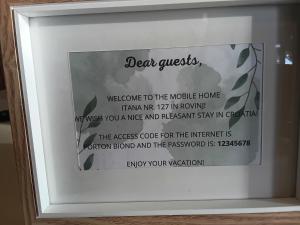 Dear guests,
WELCOME TO THE MOBILE HOME
ITANA NR. 127 IN ROVINJ!
WE WISH YOU A NICE AND PLEASANT STAY IN CROATIA!
THE ACCESS CODE FOR THE INTERNET IS
PORTON BIOND AND THE PASSWORD IS: 12345678
ENJOY YOUR VACATION!